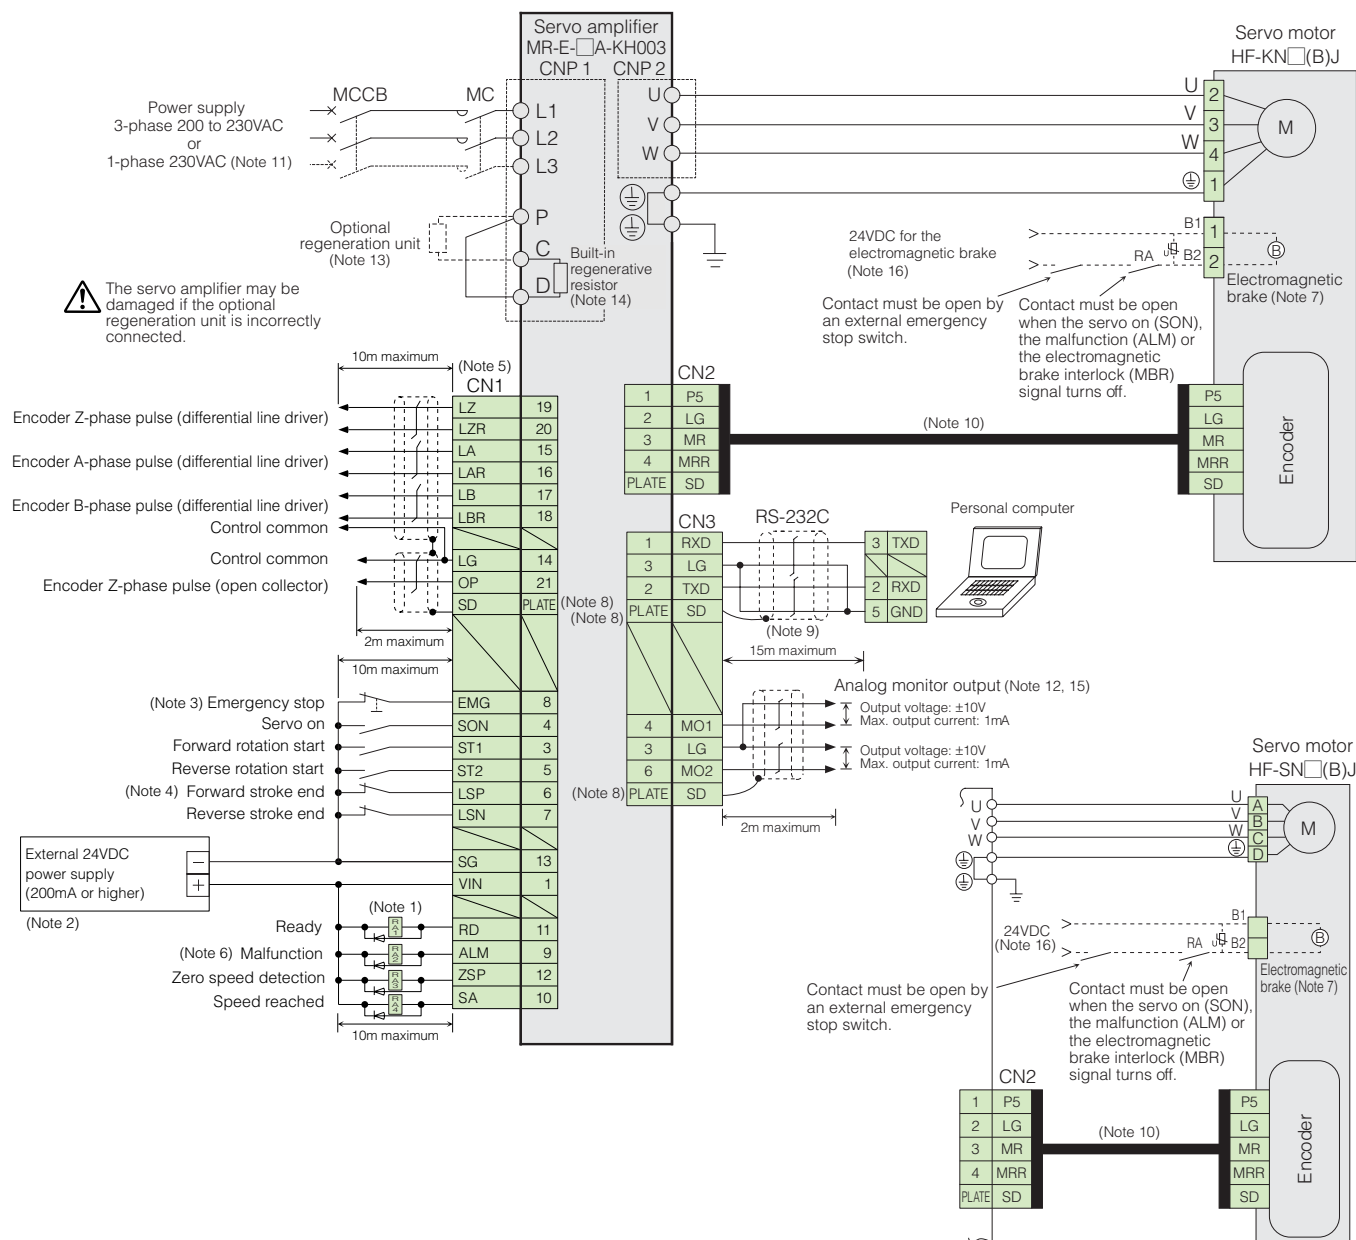 Servo amplifier
MR-E-□A-KH003
CNP 1 CNP 2
Servo motor
HF-KN□(B)J
Power supply
3-phase 200 to 230VAC
or
1-phase 230VAC (Note 11)
MCCB
MC
L1
L2
L3
U
V
W
U
V
W
2
3
4
1
M
Optional
regeneration unit
(Note 13)
P
C
D
Built-in
regenerative
resistor
(Note 14)
The servo amplifier may be
damaged if the optional
regeneration unit is incorrectly
connected.
24VDC for the
electromagnetic brake
(Note 16)
RA
U
B1
B2
1
2
B
Electromagnetic
brake (Note 7)
Contact must be open by
an external emergency
stop switch.
Contact must be open
when the servo on (SON),
the malfunction (ALM) or
the electromagnetic
brake interlock (MBR)
signal turns off.
10m maximum
(Note 5)
CN1
Encoder Z-phase pulse (differential line driver)
LZ 19
LZR 20
Encoder A-phase pulse (differential line driver)
LA 15
LAR 16
Encoder B-phase pulse (differential line driver)
LB 17
LBR 18
Control common
Control common
LG 14
Encoder Z-phase pulse (open collector)
OP 21
SD PLATE (Note 8)
2m maximum
10m maximum
(Note 3) Emergency stop EMG 8
Servo on SON 4
Forward rotation start ST1 3
Reverse rotation start ST2 5
(Note 4) Forward stroke end LSP 6
Reverse stroke end LSN 7
External 24VDC
power supply
(200mA or higher)
−
+
(Note 2)
SG 13
VIN 1
(Note 1)
Ready RA1 RD 11
(Note 6) Malfunction RA2 ALM 9
Zero speed detection RA3 ZSP 12
Speed reached RA4 SA 10
10m maximum
CN2
1 P5
2 LG
3 MR
4 MRR
PLATE SD
(Note 10)
P5
LG
MR
MRR
SD
Encoder
CN3
RS-232C
Personal computer
1 RXD
3 LG
2 TXD
(Note 8) PLATE SD
3 TXD
2 RXD
5 GND
(Note 9)
15m maximum
Analog monitor output (Note 12, 15)
Output voltage: ±10V
Max. output current: 1mA
Output voltage: ±10V
Max. output current: 1mA
4 MO1
3 LG
6 MO2
(Note 8) PLATE SD
2m maximum
Servo motor
HF-SN□(B)J
U
V
W
U
V
W
A
B
C
D
M
24VDC
(Note 16)
RA
U
B1
B2
B
Electromagnetic
brake (Note 7)
Contact must be open by
an external emergency
stop switch.
Contact must be open
when the servo on (SON),
the malfunction (ALM) or
the electromagnetic
brake interlock (MBR)
signal turns off.
CN2
1 P5
2 LG
3 MR
4 MRR
PLATE SD
(Note 10)
P5
LG
MR
MRR
SD
Encoder